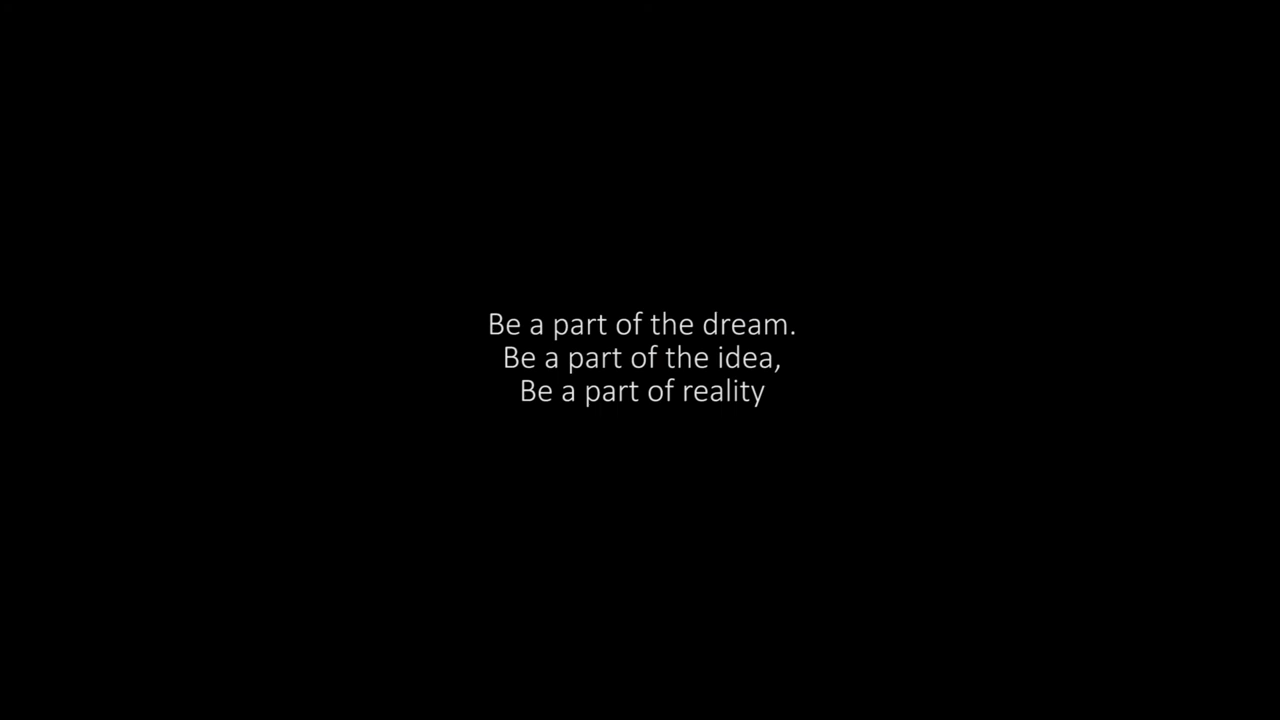 Be a part of the dream.
Be a part of the idea,
Be a part of reality